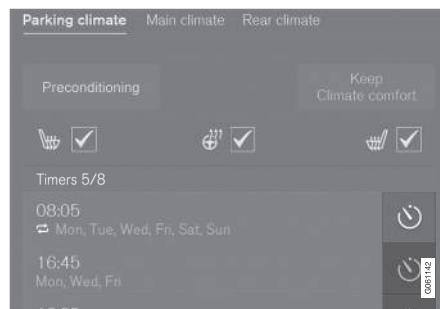 Parking climate Main climate Rear climate
Preconditioning
Keep
Climate comfort
Timers 5/8
08:05
Mon, Tue, Wed, Fri, Sat, Sun
16:45
Mon, Wed, Fri
G061142